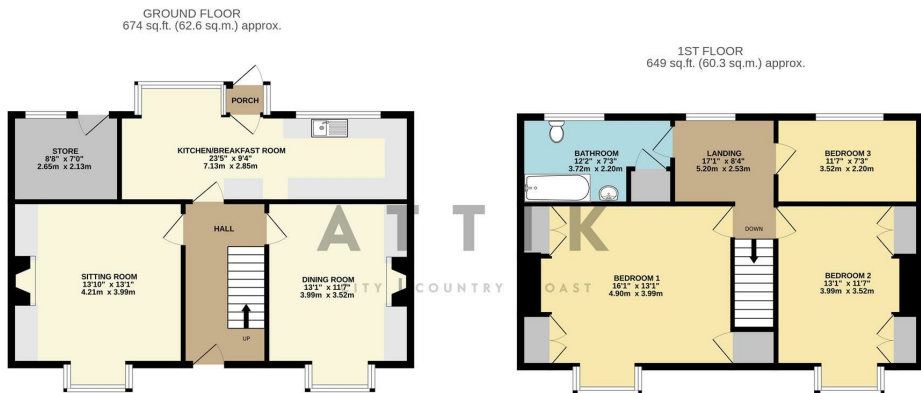 GROUND FLOOR
674 sq.ft. (62.6 sq.m.) approx.
1ST FLOOR
649 sq.ft. (60.3 sq.m.) approx.
PORCH
STORE
8'8" x 7'0"
2.65m x 2.13m
KITCHEN/BREAKFAST ROOM
23'5" x 9'4"
7.13m x 2.85m
BATHROOM
12'2" x 7'3"
3.72m x 2.20m
LANDING
17'1" x 8'4"
5.20m x 2.53m
BEDROOM 3
11'7" x 7'3"
3.52m x 2.20m
HALL
DOWN
ATTIK
CITY | COUNTRY COAST
SITTING ROOM
13'10" x 13'1"
4.21m x 3.99m
DINING ROOM
13'1" x 11'7"
3.99m x 3.52m
BEDROOM 1
16'1" x 13'1"
4.90m x 3.99m
BEDROOM 2
13'1" x 11'7"
3.99m x 3.52m
UP